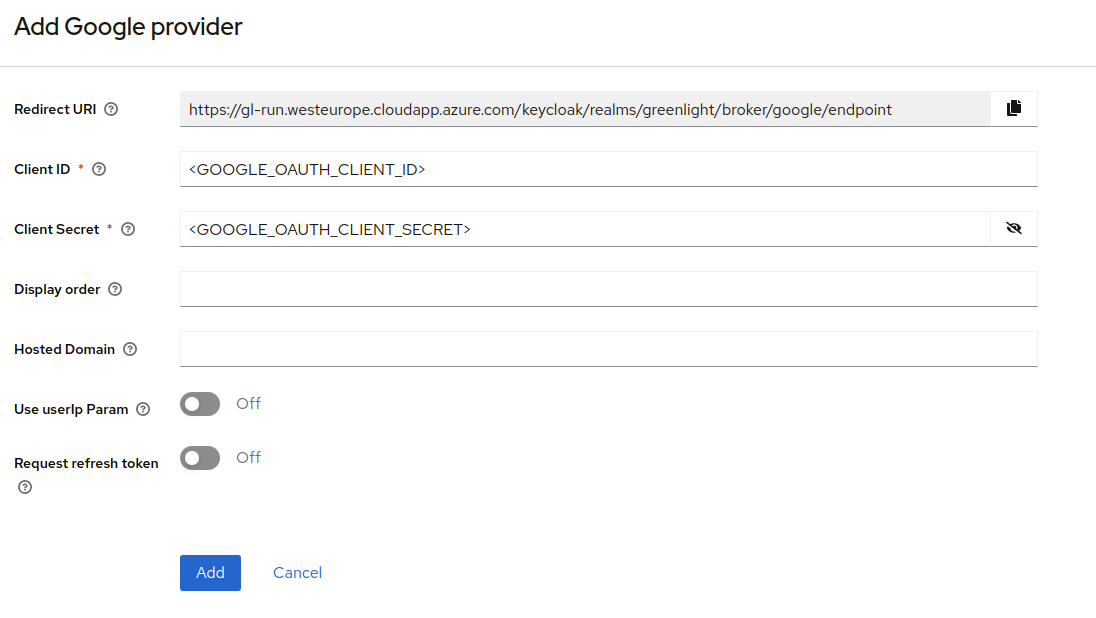 Add Google provider
Redirect URI
https://gl-run.westeurope.cloudapp.azure.com/keycloak/realms/greenlight/broker/google/endpoint
Client ID *
<GOOGLE_OAUTH_CLIENT_ID>
Client Secret *
<GOOGLE_OAUTH_CLIENT_SECRET>
Display order
Hosted Domain
Use userIp Param
Off
Request refresh token
Off
Add
Cancel